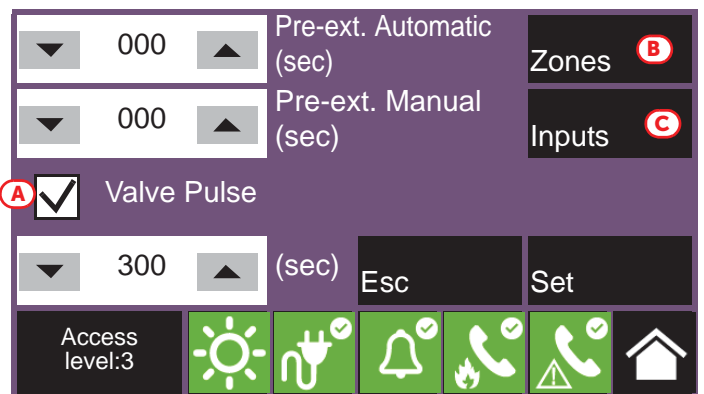 000
Pre-ext. Automatic
(sec)
Zones
B
000
Pre-ext. Manual
(sec)
Inputs
C
A
Valve Pulse
300
(sec)
Esc
Set
Access
level:3